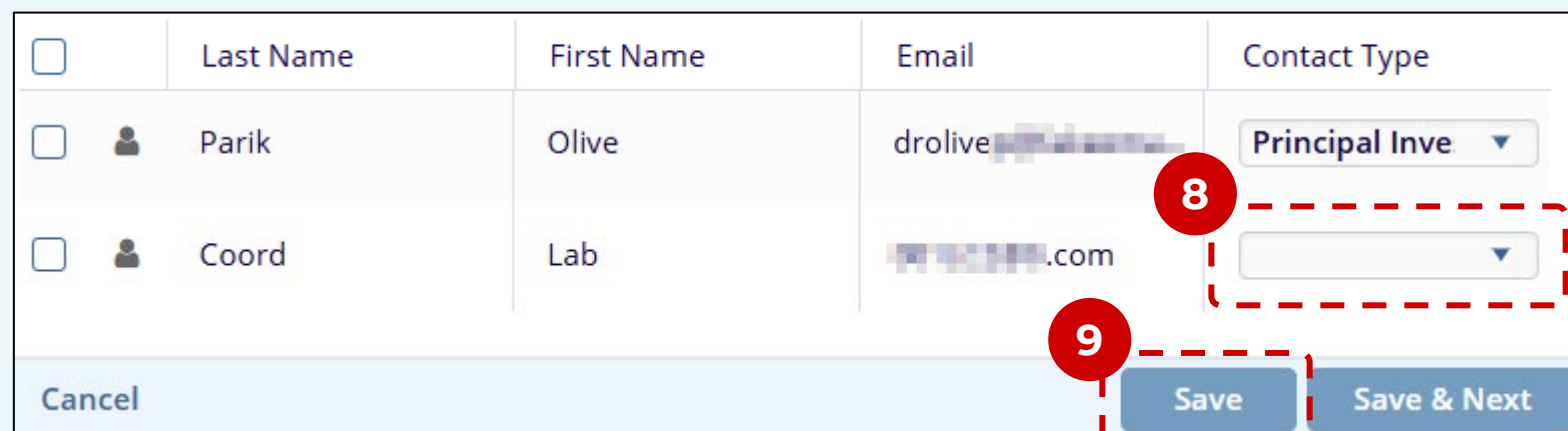 Last Name First Name Email Contact Type
Parik Olive drolive Principal Inve
8
Coord Lab .com
9
Cancel Save Save & Next